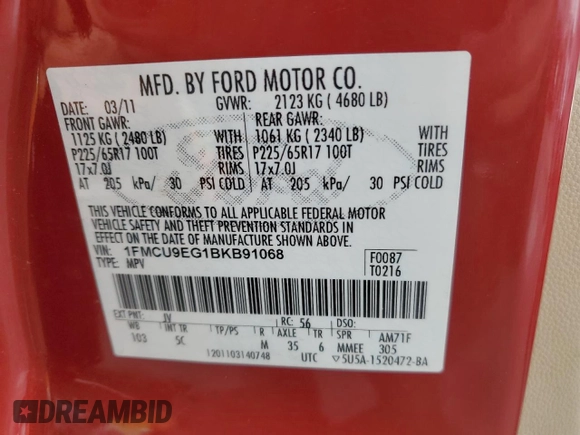 MFD. BY FORD MOTOR CO.
DATE: 03/11 GVWR: 2123 KG ( 4680 LB)
FRONT GAWR: REAR GAWR:
1125 KG ( 2480 LB) WITH 1061 KG ( 2340 LB) WITH
P225/65R17 100T TIRES P225/65R17 100T TIRES
17x7.0J RIMS 17x7.0J RIMS
AT 205 kPa/ 30 PSI COLD AT 205 kPa/ 30 PSI COLD
THIS VEHICLE CONFORMS TO ALL APPLICABLE FEDERAL MOTOR
VEHICLE SAFETY AND THEFT PREVENTION STANDARDS IN
EFFECT ON THE DATE OF MANUFACTURE SHOWN ABOVE.
VIN: 1FMCU9EG1BKB91068 F0087
TYPE: MPV T0216
EXT PNT: JV RC: 56 DSO:
WB INT TR TP/PS R AXLE TR SPR AM71F
103 5C M 35 6 MMEE 305
1201103140748 UTC 5U5A-1520472-BA
DREAMBID